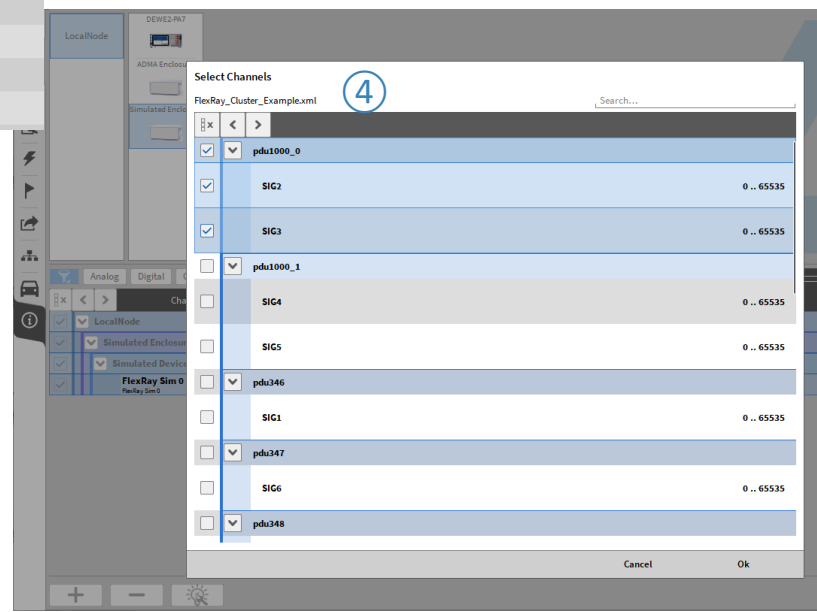 DEWE2-PA7
LocalNode
ADMA Enclosu
Simulated Enclo
Select Channels
④
FlexRay_Cluster_Example.xml
Search...
pdu1000_0
SIG2 0 .. 65535
SIG3 0 .. 65535
pdu1000_1
SIG4 0 .. 65535
SIG5 0 .. 65535
pdu346
SIG1 0 .. 65535
pdu347
SIG6 0 .. 65535
pdu348
Cancel Ok
Analog Digital
Cha
LocalNode
Simulated Enclosur
Simulated Device
FlexRay Sim 0
FlexRay Sim 0